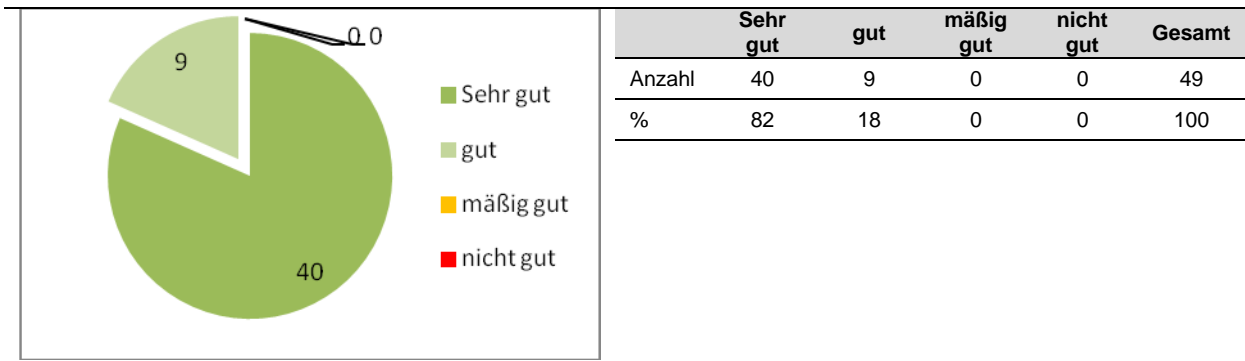 0 0
9
40
Sehr gut
gut
mäßig gut
nicht gut
Sehr gut gut mäßig gut nicht gut Gesamt
Anzahl 40 9 0 0 49
% 82 18 0 0 100